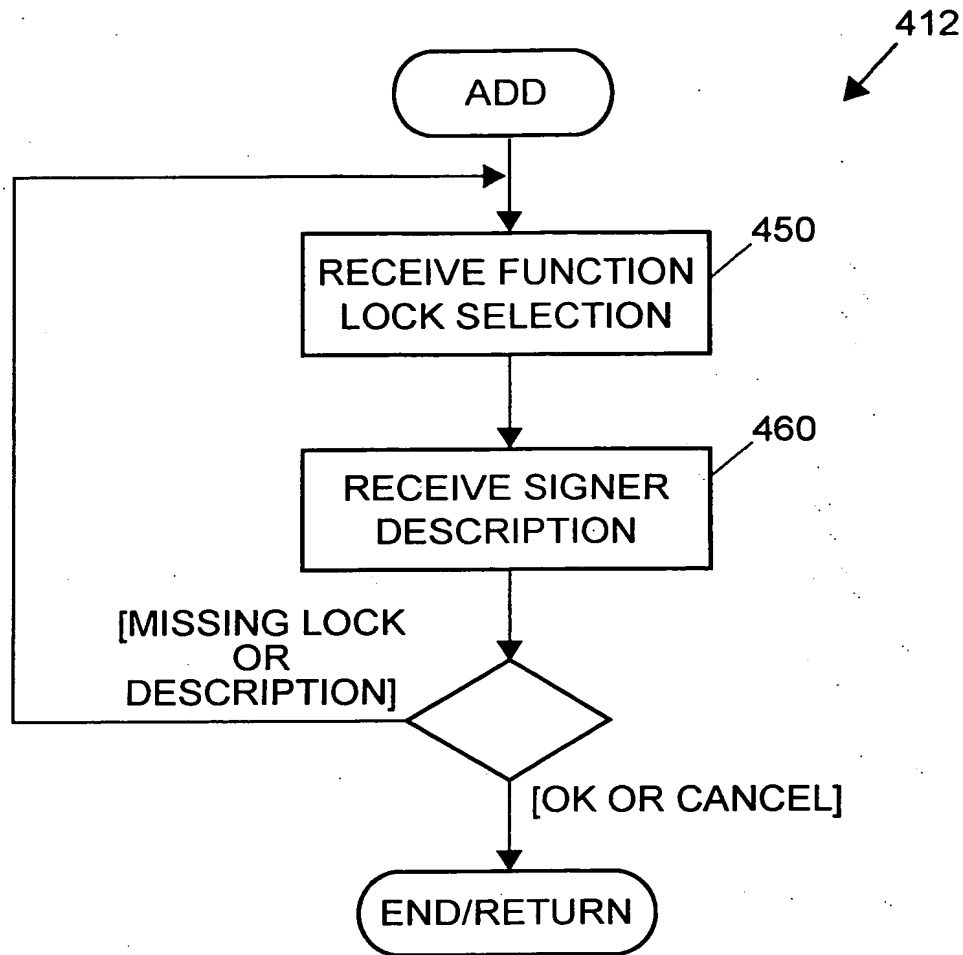 412
ADD
450
RECEIVE FUNCTION
LOCK SELECTION
460
RECEIVE SIGNER
DESCRIPTION
[MISSING LOCK
OR
DESCRIPTION]
[OK OR CANCEL]
END/RETURN